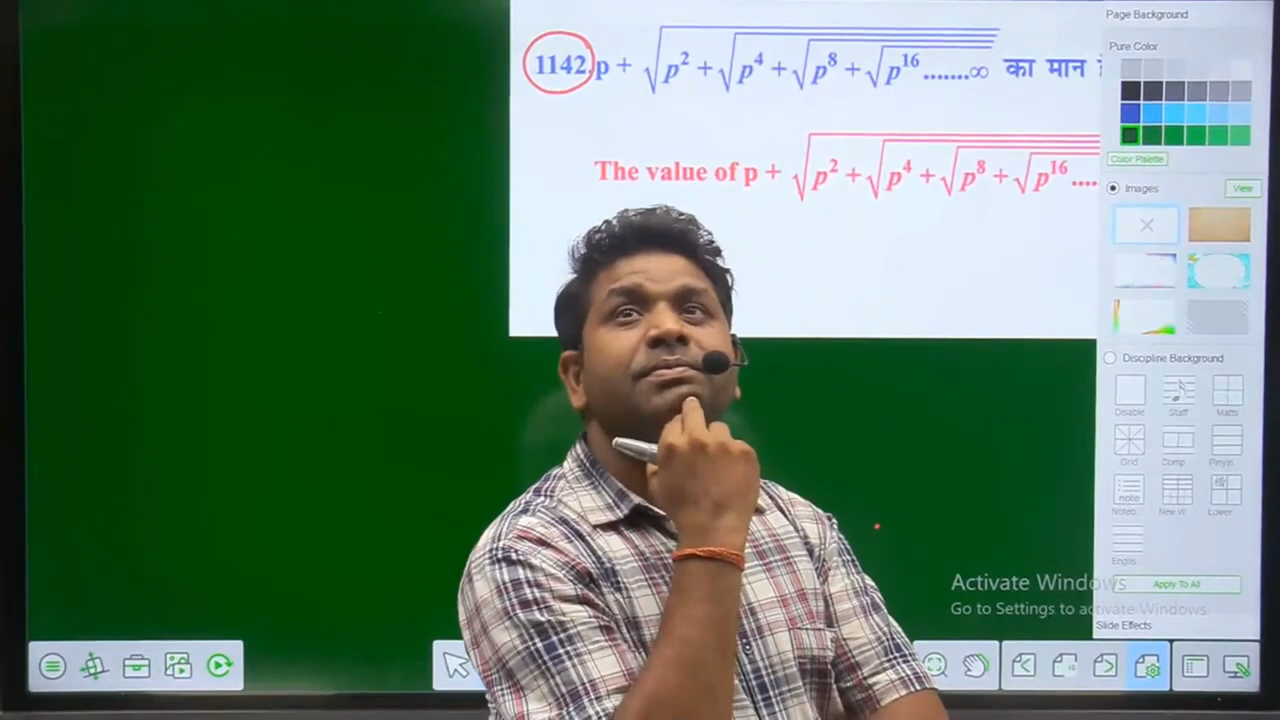 1142. p + √p² + √p⁴ + √p⁸ + √p¹⁶ .......∞ का मान
The value of p + √p² + √p⁴ + √p⁸ + √p¹⁶ .....
Page Background
Pure Color
Color Palette
Images
View
Discipline Background
Disable
Staff
Matts
Grid
Comp
Pinyin
note
Noteb.
New W
Lower
Englis
Activate Windows
Apply To All
Go to Settings to activate Windows.
Slide Effects